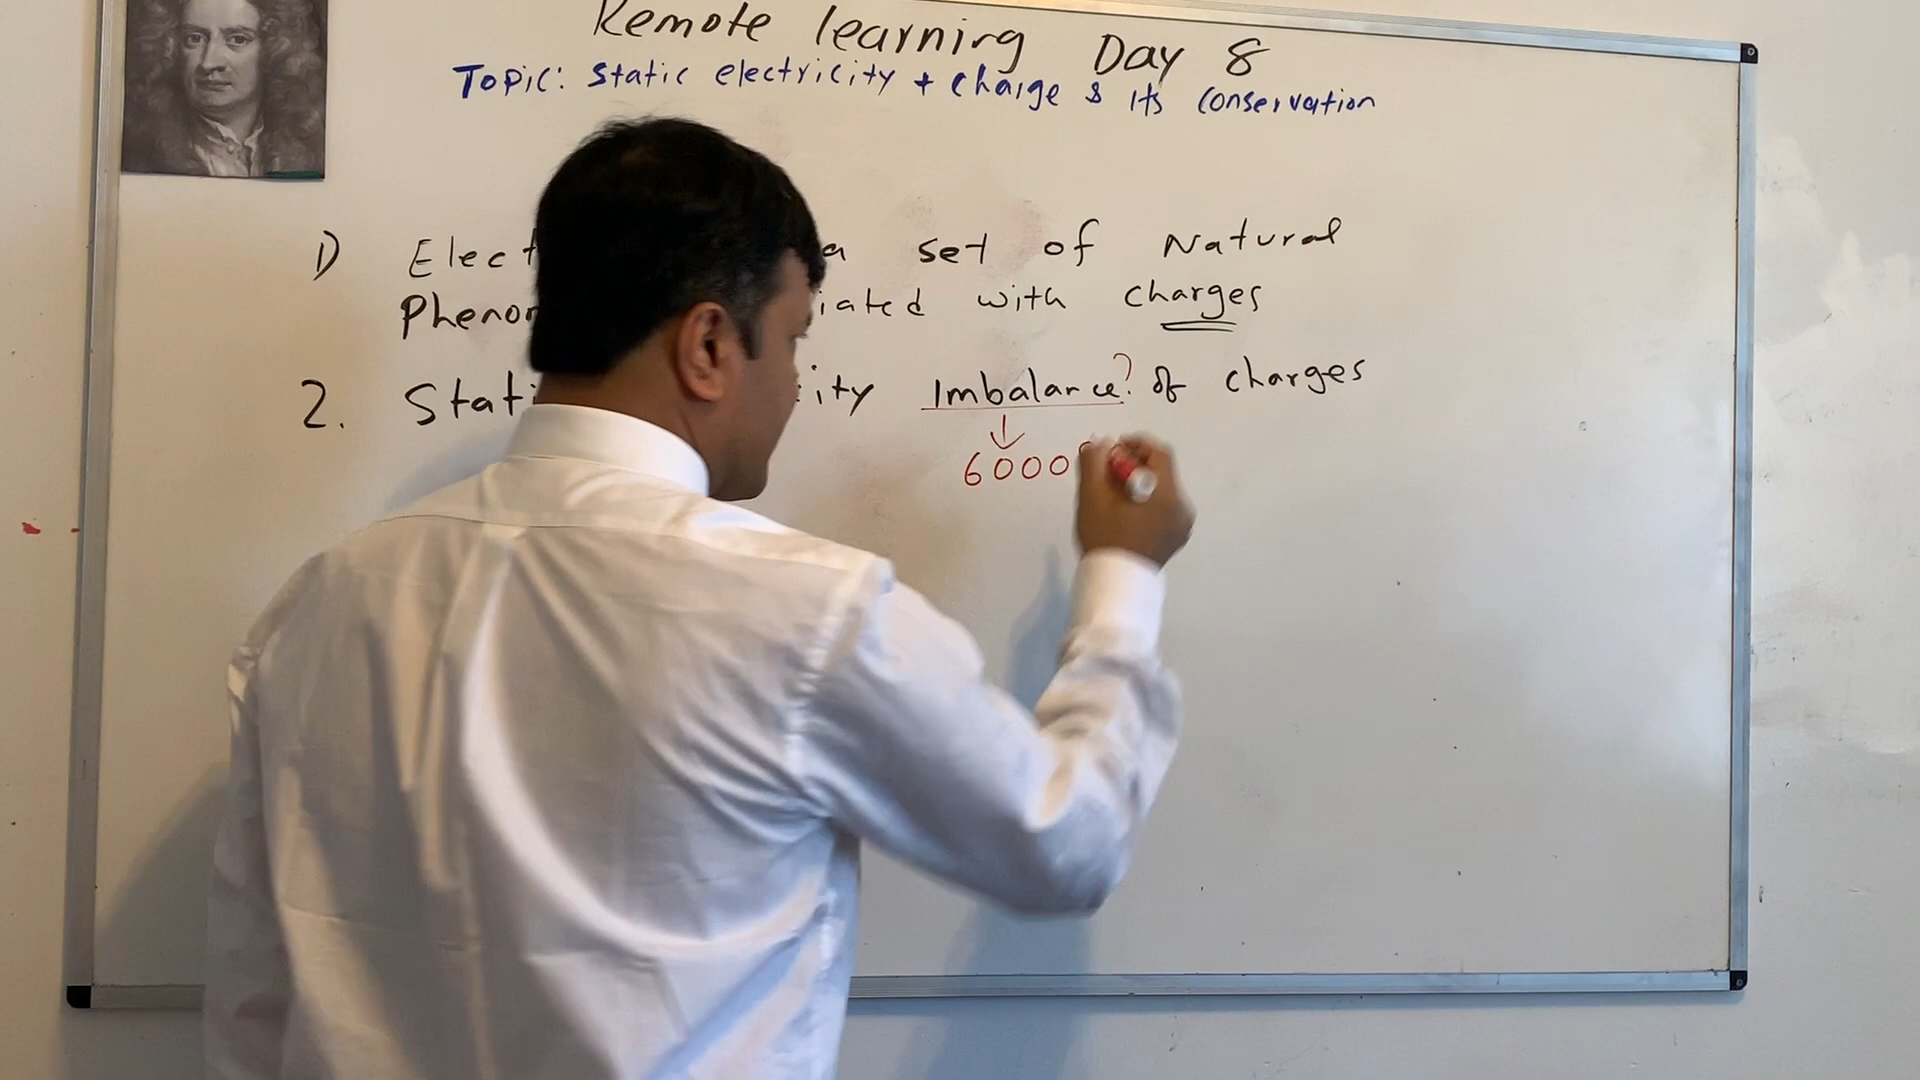 Remote learning Day 8
Topic: Static electricity + charge & its conservation
1) Elect a set of Natural
Phenom iated with charges
2. Stati ity Imbalance? of charges
6000